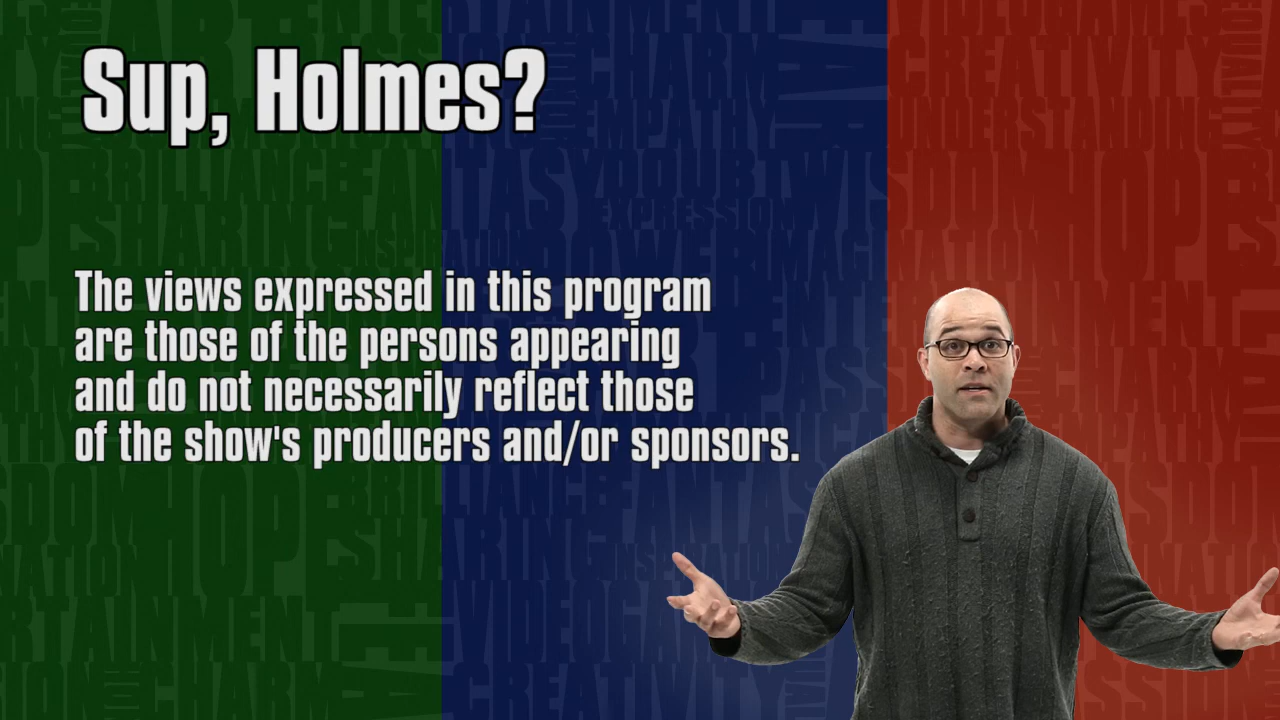 Sup, Holmes?
The views expressed in this program
are those of the persons appearing
and do not necessarily reflect those
of the show's producers and/or sponsors.